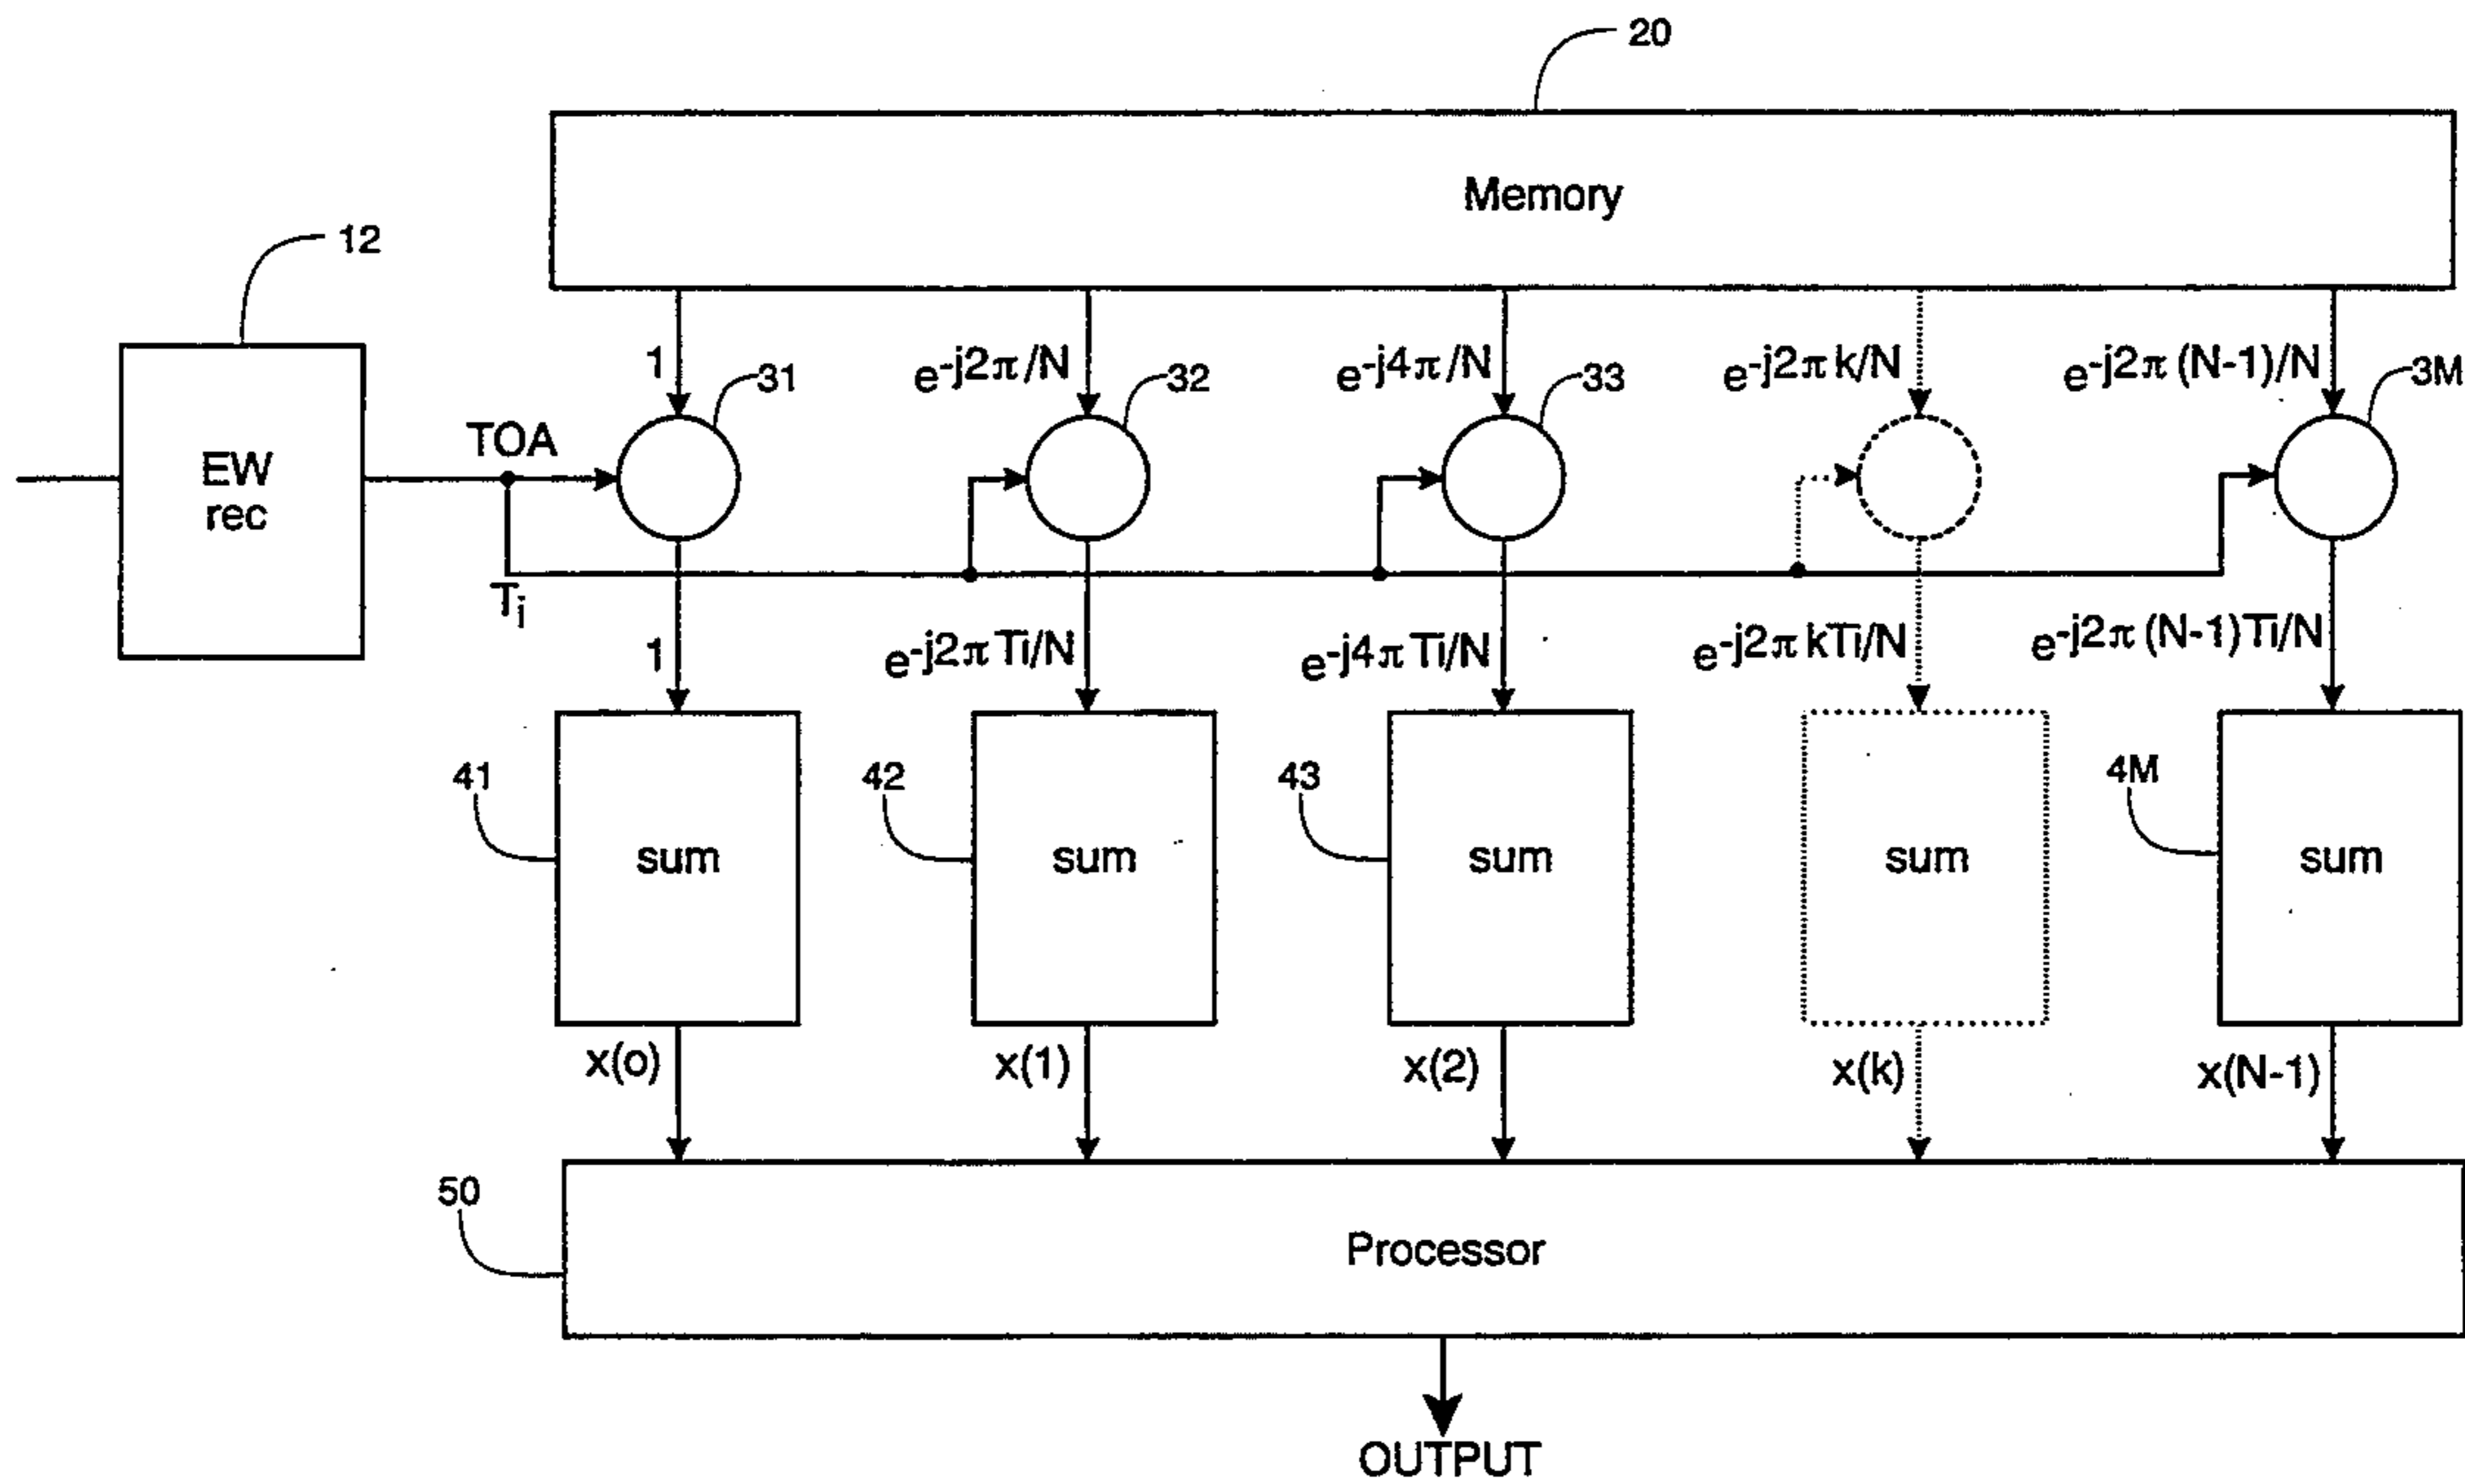 20
Memory
12
1
31
e-j2π/N
32
e-j4π/N
33
e-j2πk/N
e-j2π(N-1)/N
3M
EW
rec
TOA
Ti
1
e-j2πTi/N
e-j4πTi/N
e-j2πkTi/N
e-j2π(N-1)Ti/N
41
sum
42
sum
43
sum
sum
4M
sum
x(o)
x(1)
x(2)
x(k)
x(N-1)
50
Processor
OUTPUT